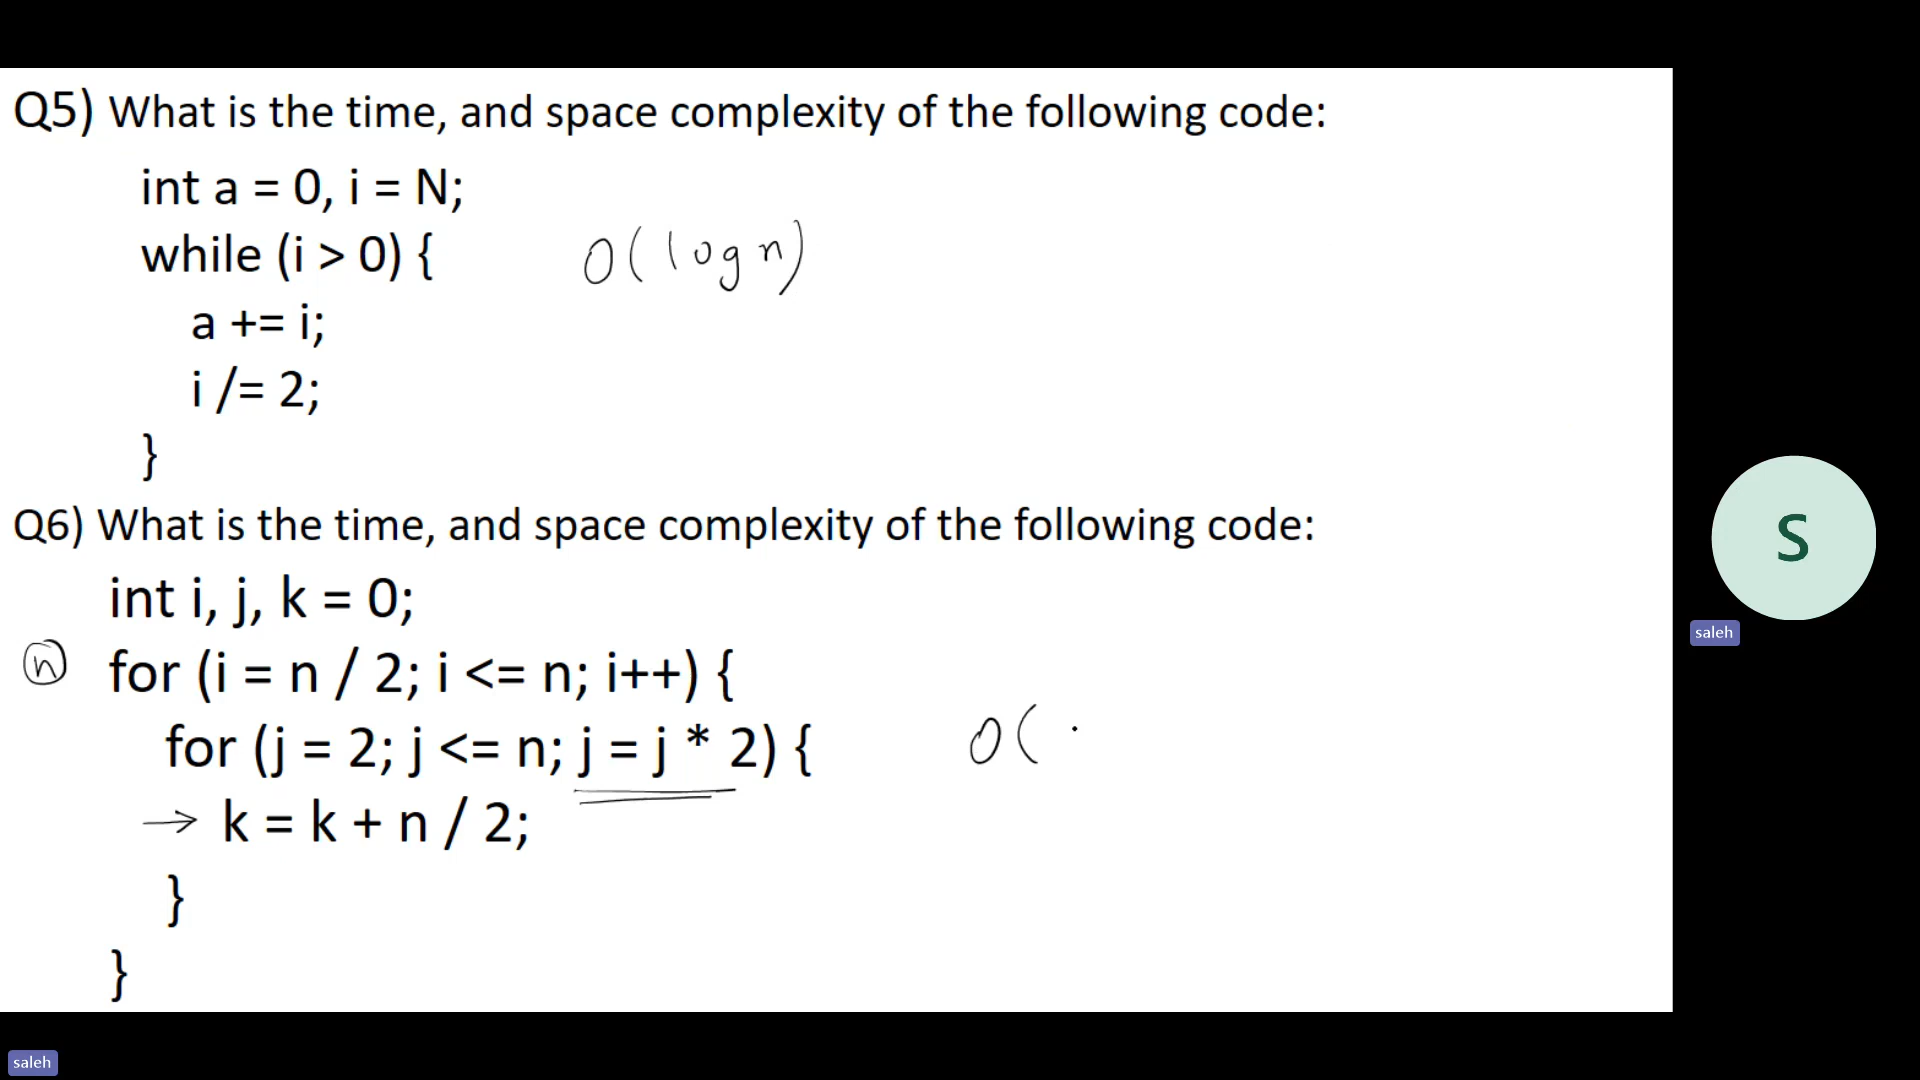 Q5) What is the time, and space complexity of the following code:
int a = 0, i = N;
while (i > 0) {
O(log n)
a += i;
i /= 2;
}
Q6) What is the time, and space complexity of the following code:
int i, j, k = 0;
n for (i = n / 2; i <= n; i++) {
for (j = 2; j <= n; j = j * 2) {
O(
→ k = k + n / 2;
}
}
S
saleh
saleh